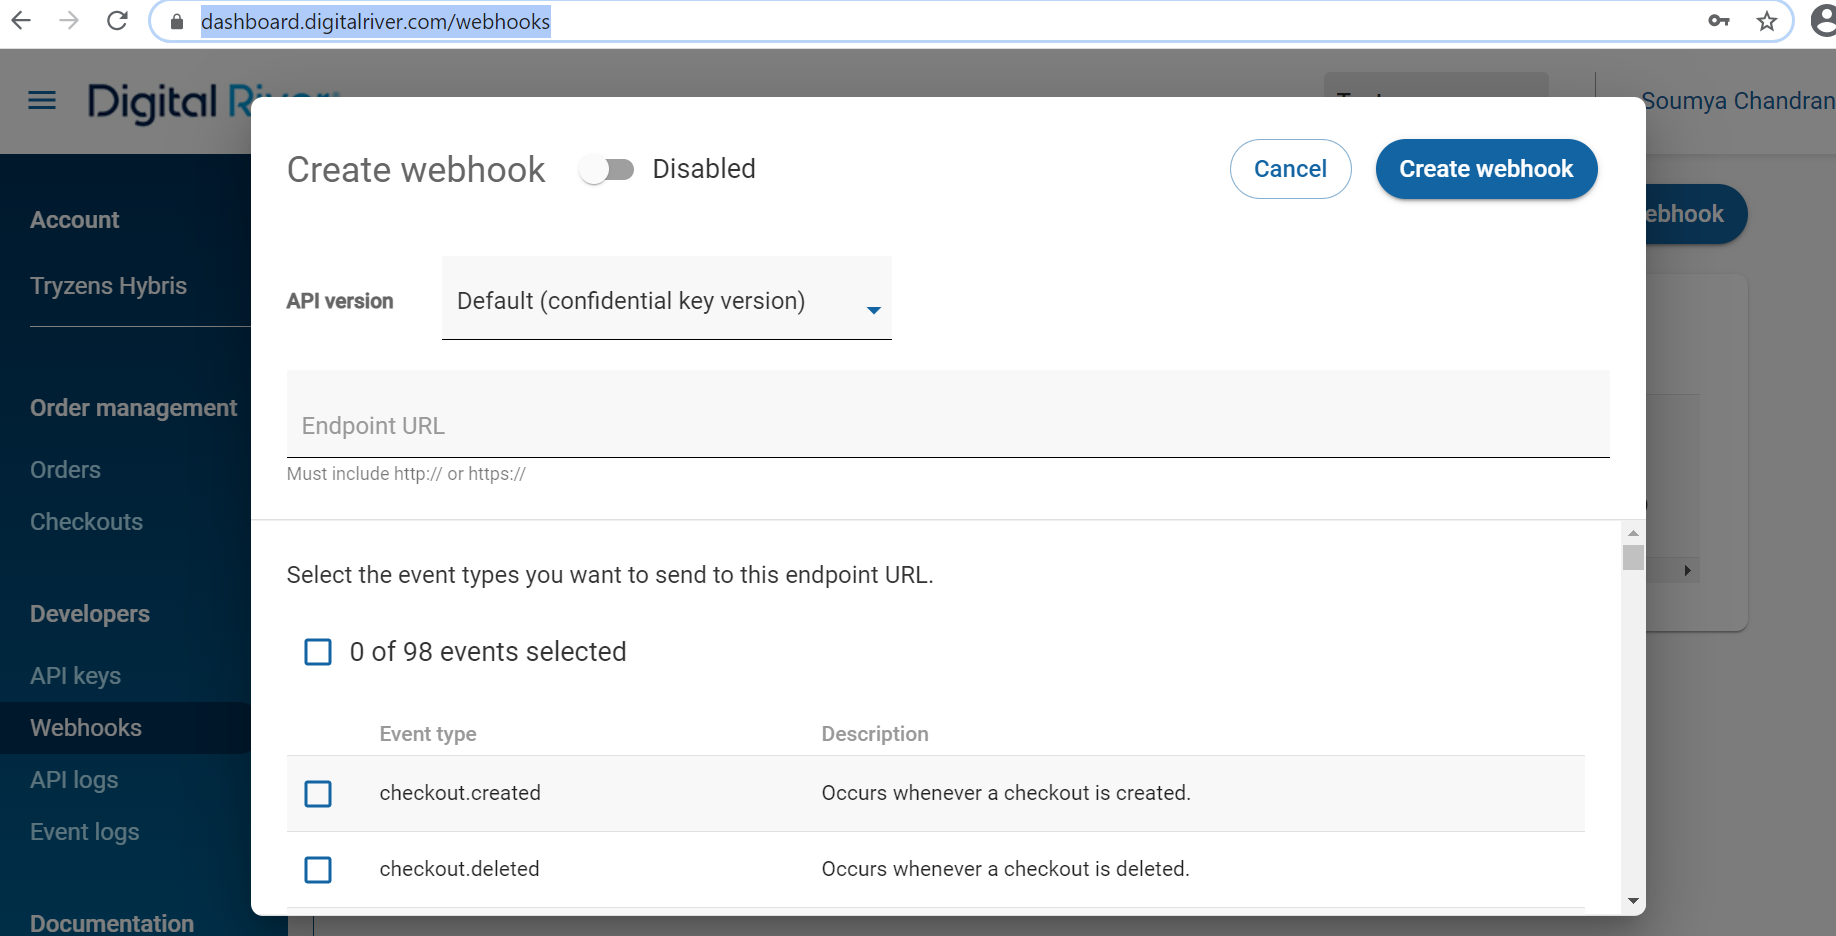 dashboard.digitalriver.com/webhooks
Digital
Soumya Chandran
Create webhook
Disabled
Cancel
Create webhook
ebhook
Account
Tryzens Hybris
API version
Default (confidential key version)
Endpoint URL
Must include http:// or https://
Order management
Orders
Checkouts
Select the event types you want to send to this endpoint URL.
Developers
0 of 98 events selected
API keys
Webhooks
API logs
Event logs
Event type
Description
checkout.created
Occurs whenever a checkout is created.
checkout.deleted
Occurs whenever a checkout is deleted.
Documentation